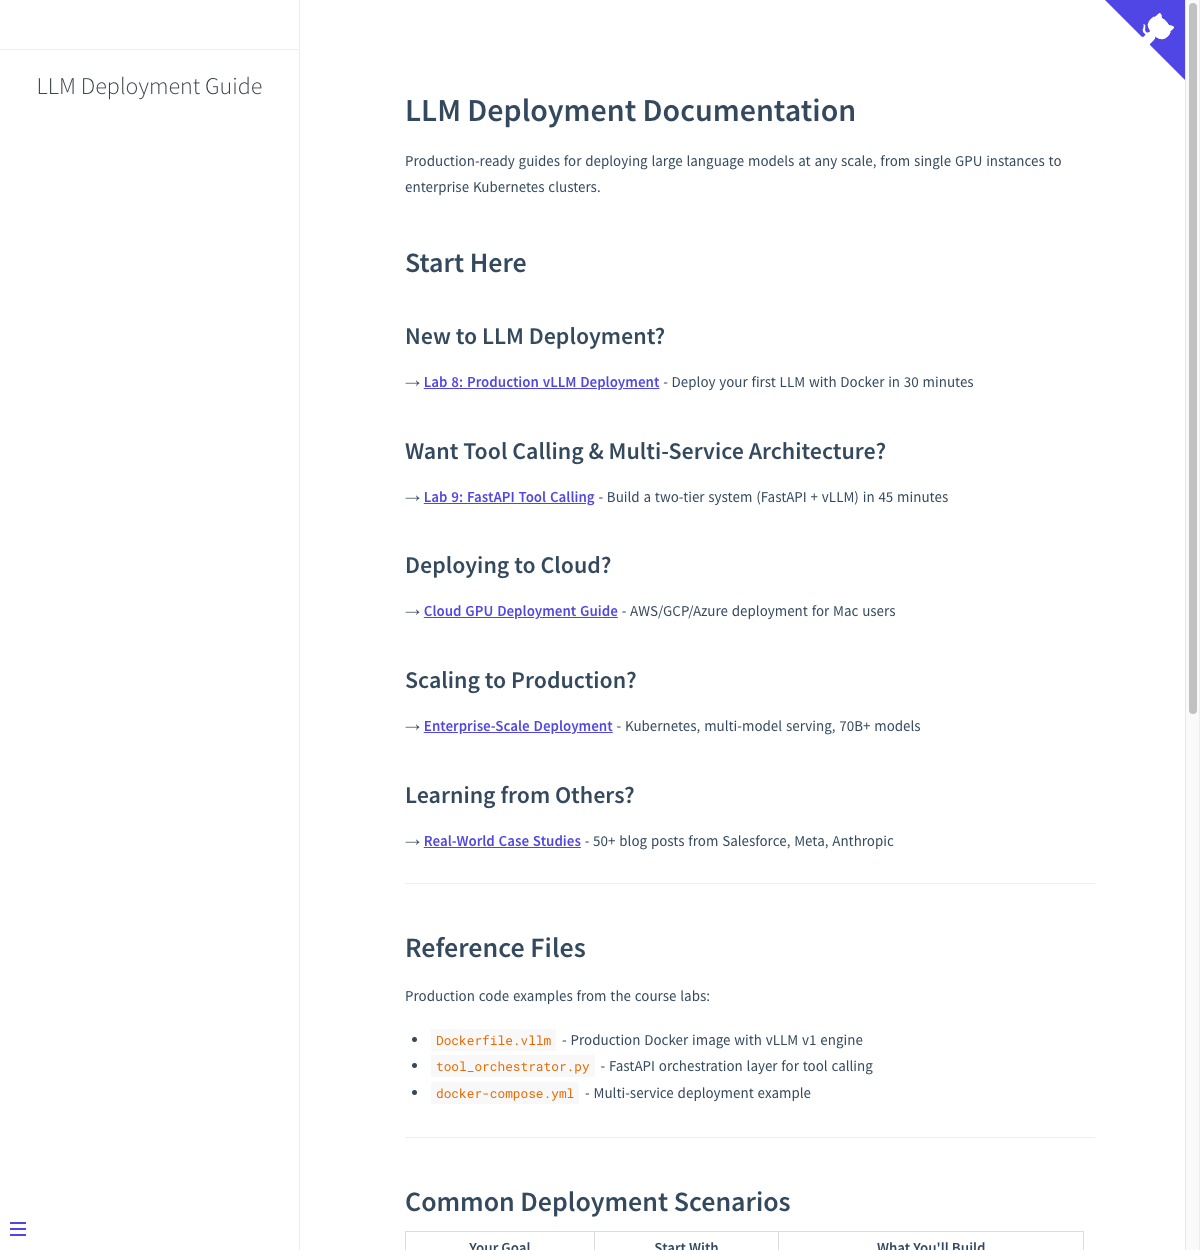 LLM Deployment Guide
LLM Deployment Documentation
Production-ready guides for deploying large language models at any scale, from single GPU instances to
enterprise Kubernetes clusters.
Start Here
New to LLM Deployment?
→ Lab 8: Production vLLM Deployment - Deploy your first LLM with Docker in 30 minutes
Want Tool Calling & Multi-Service Architecture?
→ Lab 9: FastAPI Tool Calling - Build a two-tier system (FastAPI + vLLM) in 45 minutes
Deploying to Cloud?
→ Cloud GPU Deployment Guide - AWS/GCP/Azure deployment for Mac users
Scaling to Production?
→ Enterprise-Scale Deployment - Kubernetes, multi-model serving, 70B+ models
Learning from Others?
→ Real-World Case Studies - 50+ blog posts from Salesforce, Meta, Anthropic
Reference Files
Production code examples from the course labs:
• Dockerfile.vllm - Production Docker image with vLLM v1 engine
• tool_orchestrator.py - FastAPI orchestration layer for tool calling
• docker-compose.yml - Multi-service deployment example
Common Deployment Scenarios
Your Goal Start With What You'll Build